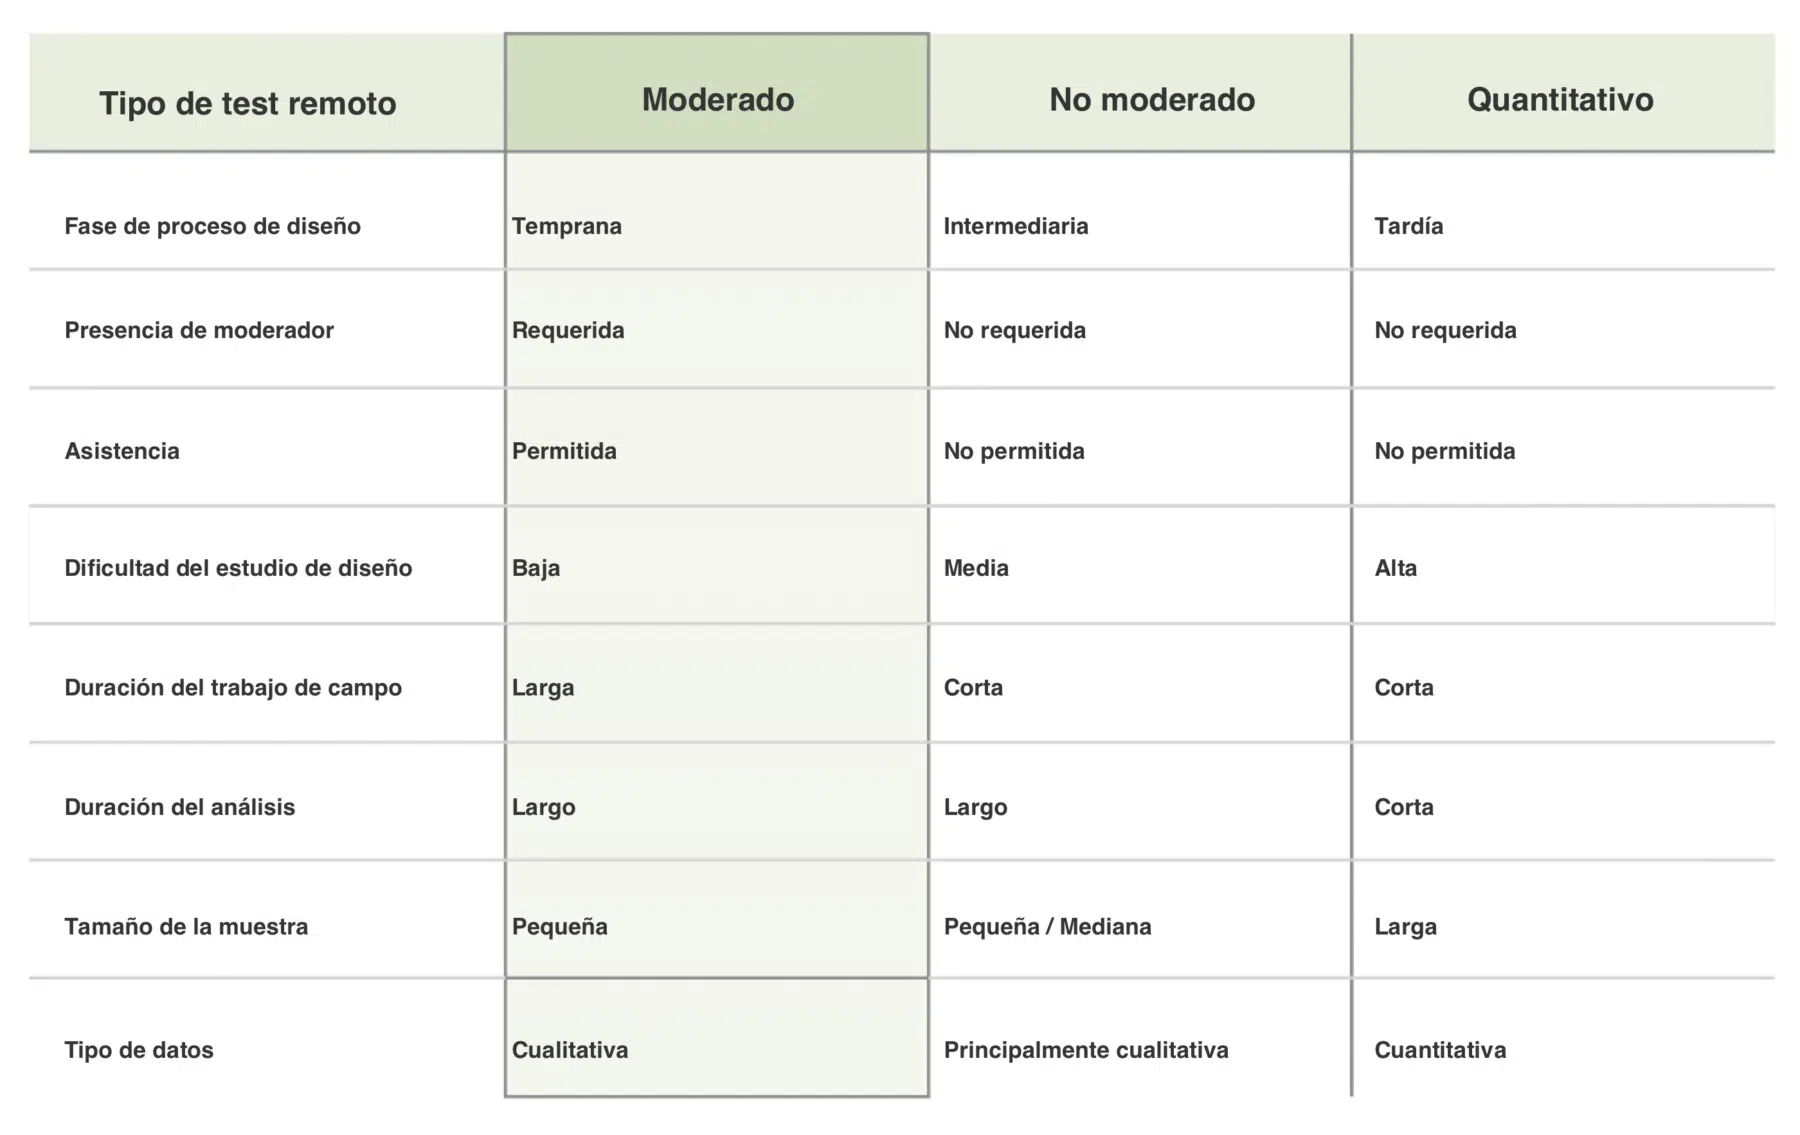 Tipo de test remoto Moderado No moderado Quantitativo
Fase de proceso de diseño Temprana Intermediaria Tardía
Presencia de moderador Requerida No requerida No requerida
Asistencia Permitida No permitida No permitida
Dificultad del estudio de diseño Baja Media Alta
Duración del trabajo de campo Larga Corta Corta
Duración del análisis Largo Largo Corta
Tamaño de la muestra Pequeña Pequeña / Mediana Larga
Tipo de datos Cualitativa Principalmente cualitativa Cuantitativa